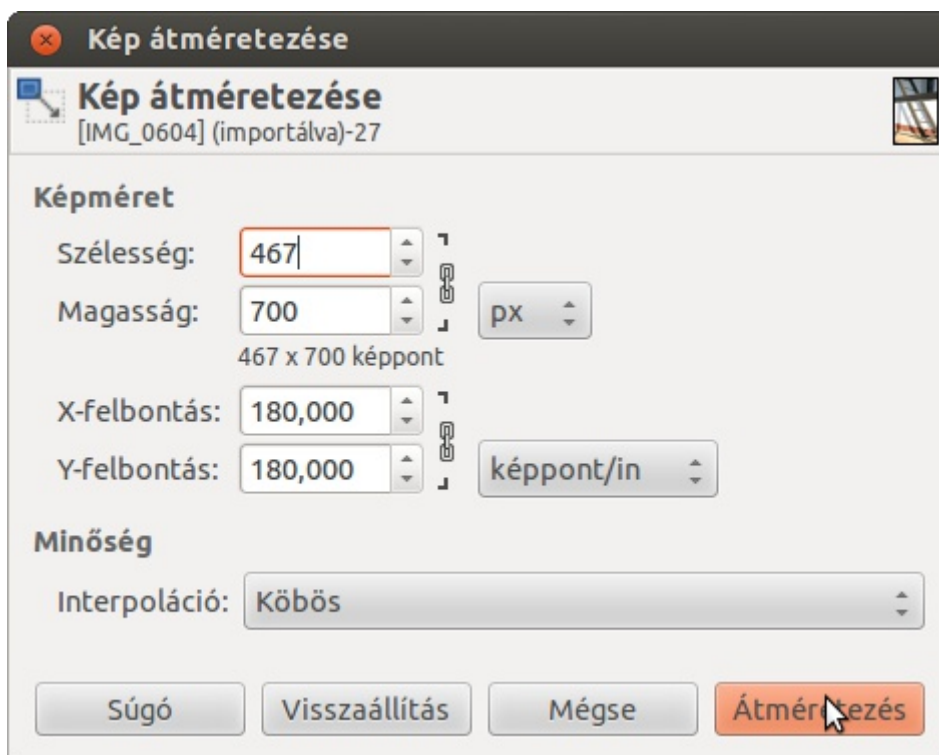 Kép átméretezése
Kép átméretezése
[IMG_0604] (importálva)-27
Képméret
Szélesség: 467
Magasság: 700 px
467 x 700 képpont
X-felbontás: 180,000
Y-felbontás: 180,000 képpont/in
Minőség
Interpoláció: Köbös
Súgó Visszaállítás Mégse Átméretezés